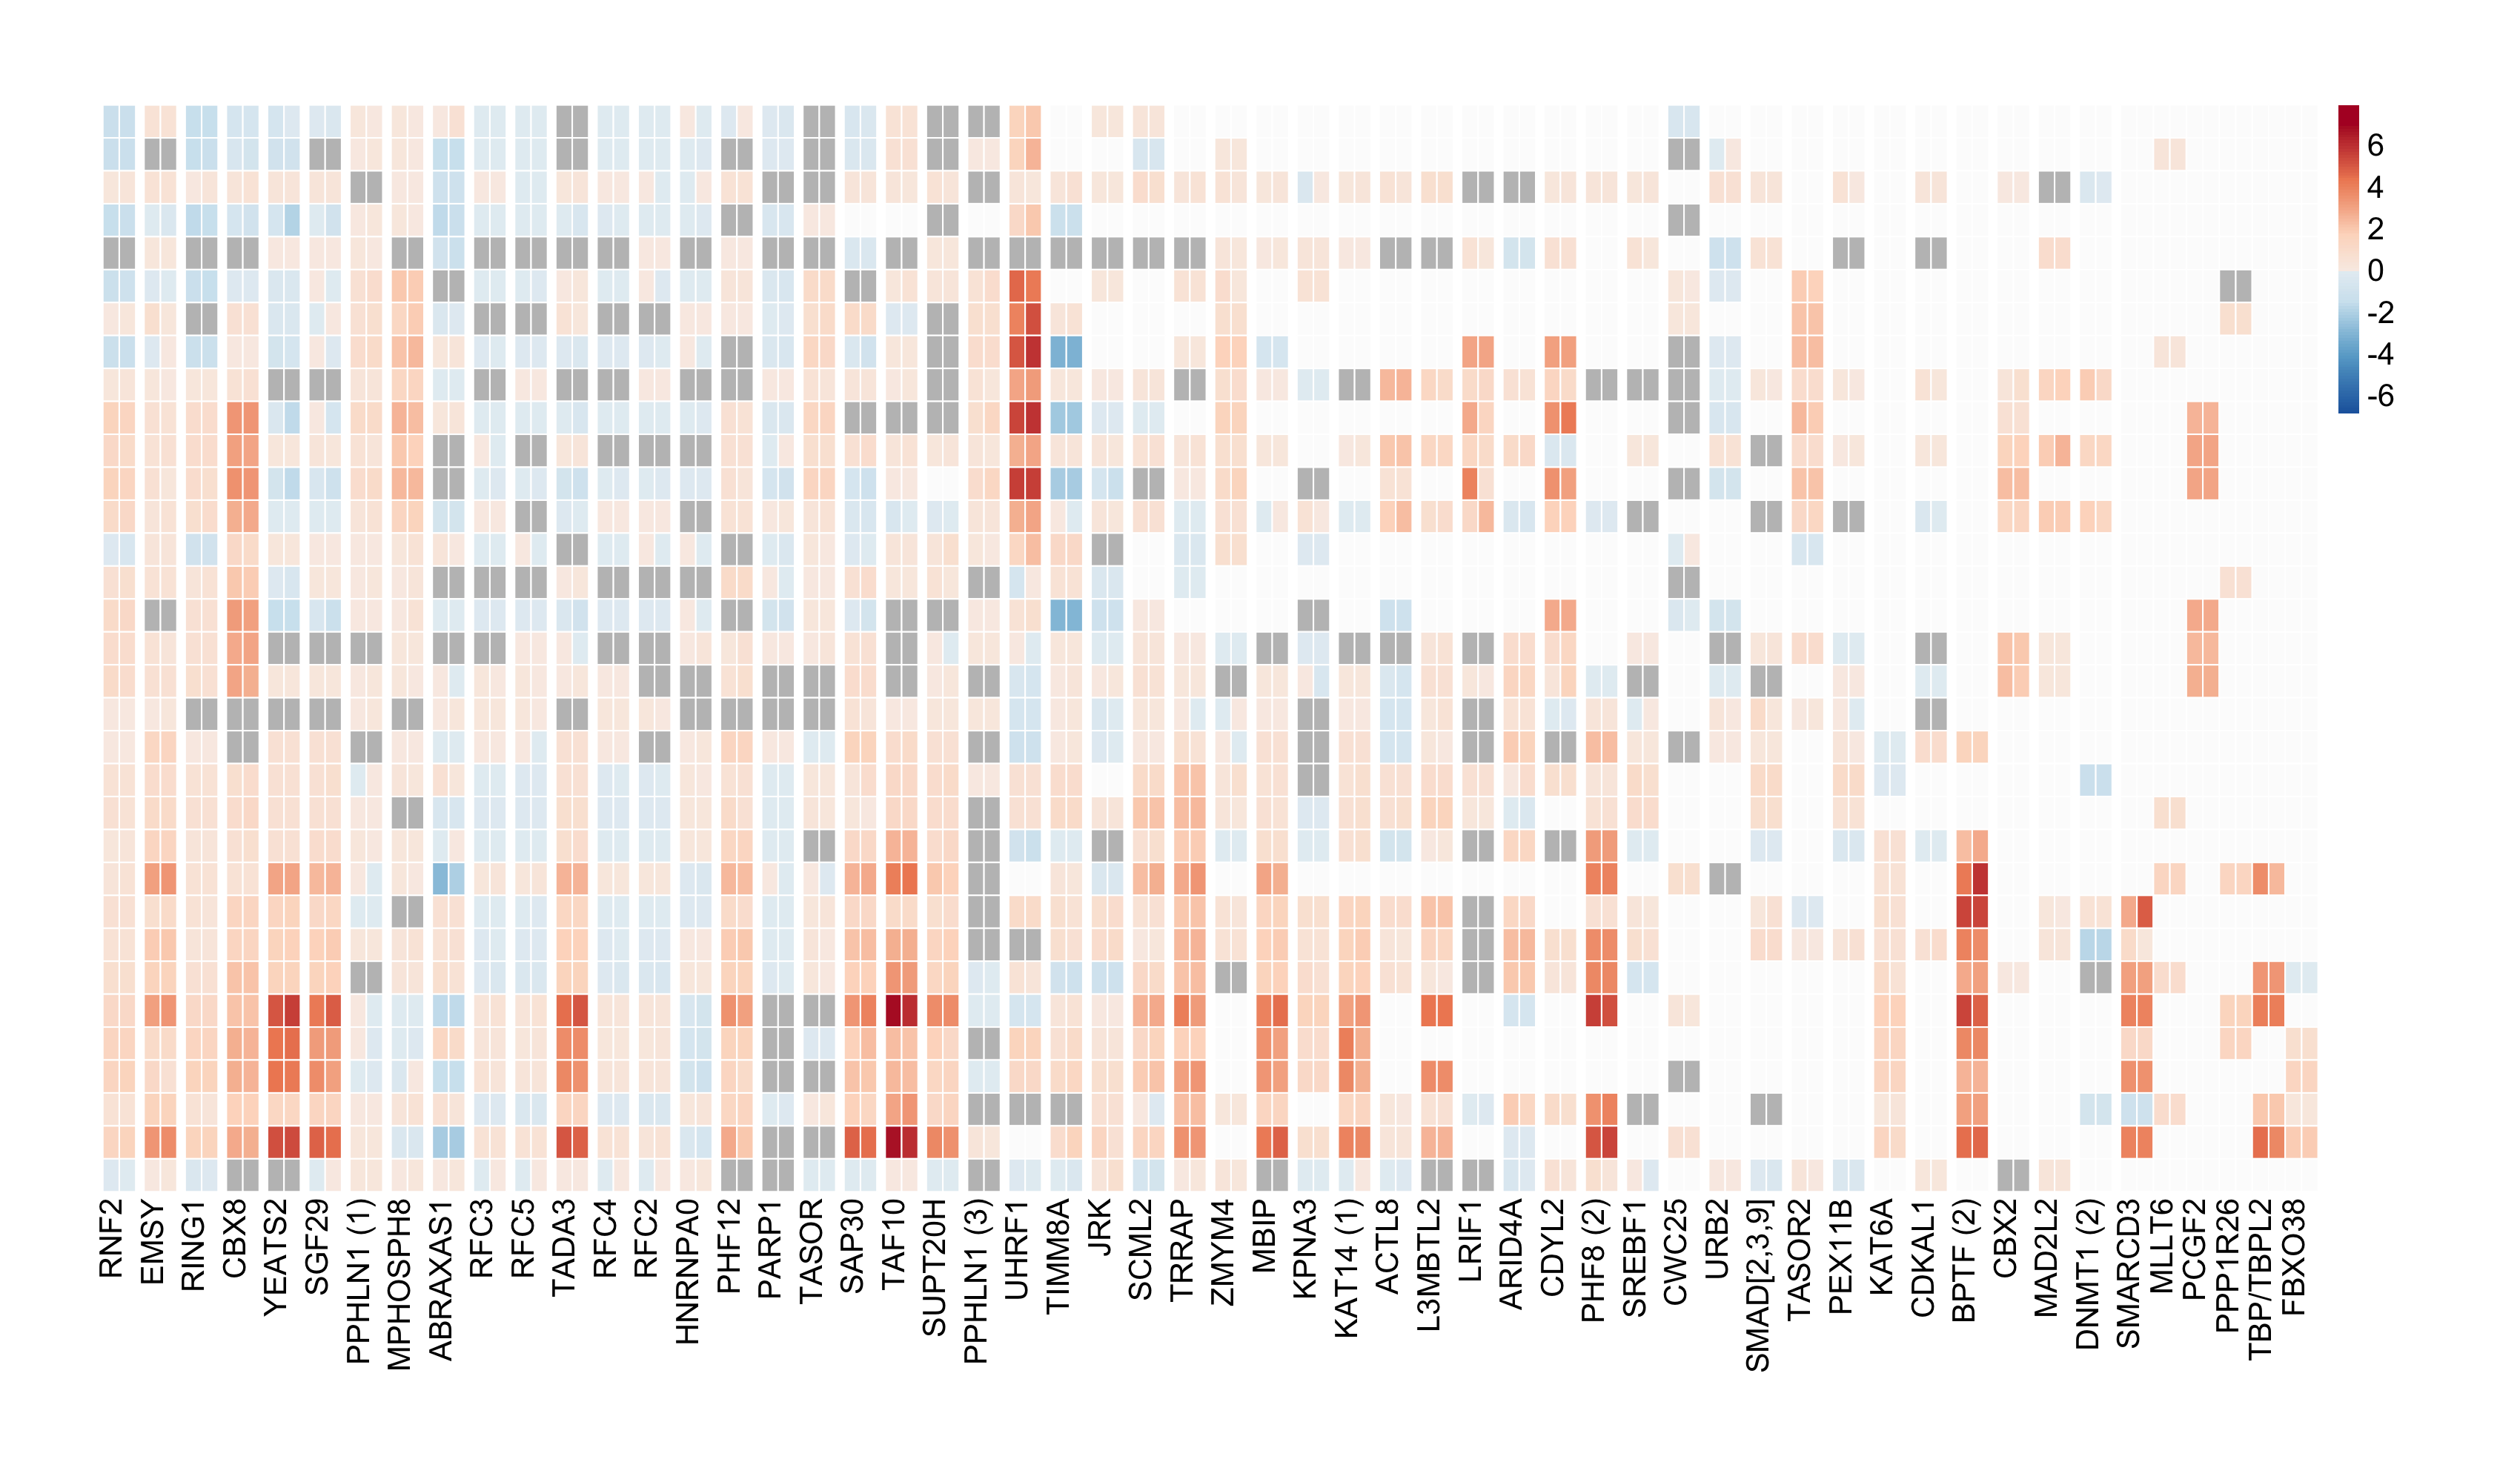 6
4
2
0
-2
-4
-6
RNF2
EMSY
RING1
CBX8
YEATS2
SGF29
PPHLN1 (1)
MPHOSPH8
ABRAXAS1
RFC3
RFC5
TADA3
RFC4
RFC2
HNRNPA0
PHF12
PARP1
TASOR
SAP30
TAF10
SUPT20H
PPHLN1 (3)
UHRF1
TIMM8A
JRK
SCML2
TRRAP
ZMYM4
MBIP
KPNA3
KAT14 (1)
ACTL8
L3MBTL2
LRIF1
ARID4A
CDYL2
PHF8 (2)
SREBF1
CWC25
URB2
SMAD[2,3,9]
TASOR2
PEX11B
KAT6A
CDKAL1
BPTF (2)
CBX2
MAD2L2
DNMT1 (2)
SMARCD3
MLLT6
PCGF2
PPP1R26
TBP/TBPL2
FBXO38